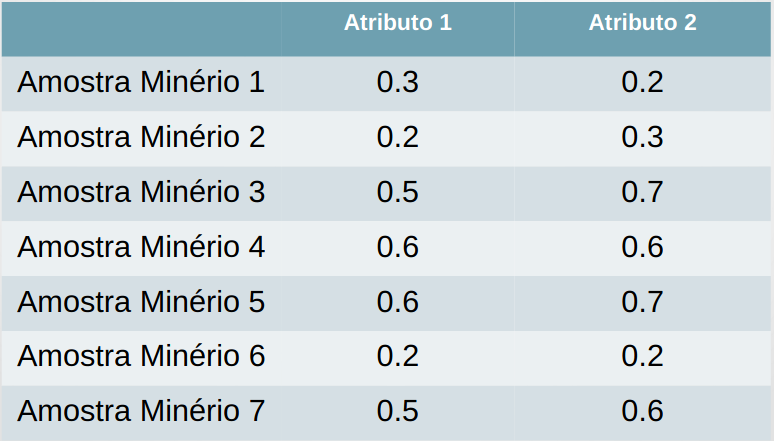 Atributo 1 Atributo 2
Amostra Minério 1 0.3 0.2
Amostra Minério 2 0.2 0.3
Amostra Minério 3 0.5 0.7
Amostra Minério 4 0.6 0.6
Amostra Minério 5 0.6 0.7
Amostra Minério 6 0.2 0.2
Amostra Minério 7 0.5 0.6